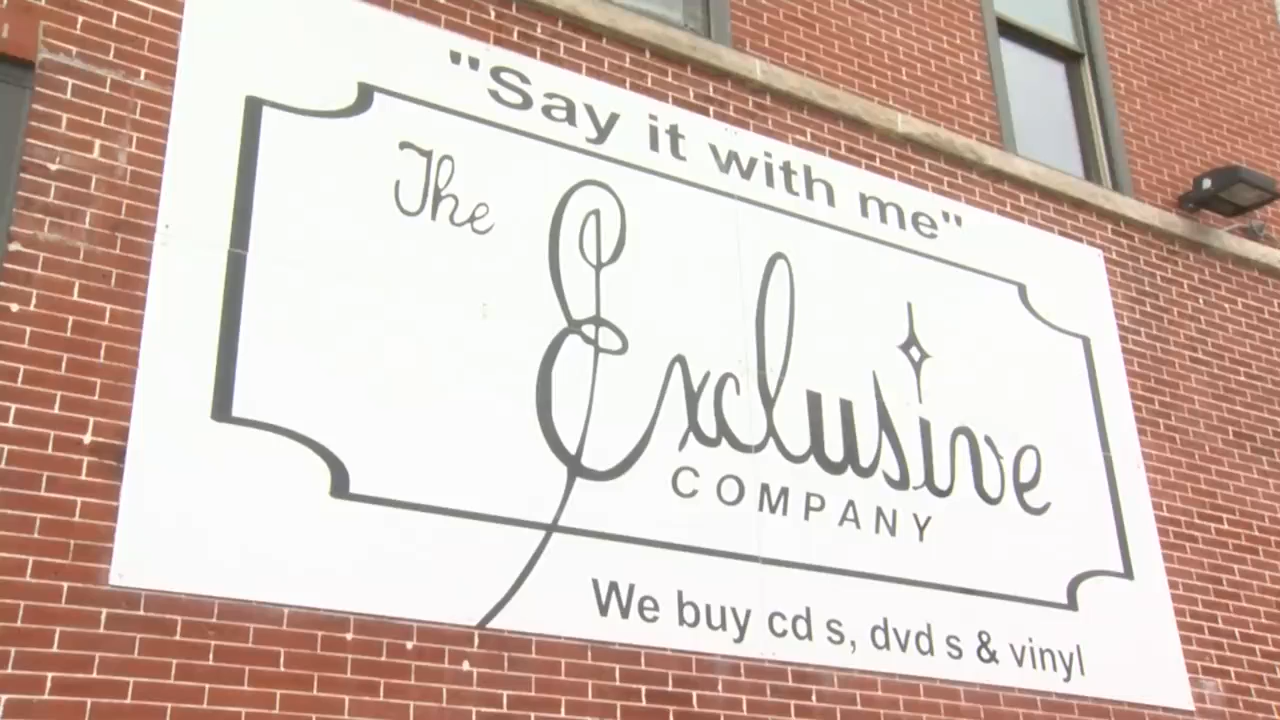 "Say it with me"
The
Exclusive
COMPANY
We buy cd s, dvd s & vinyl